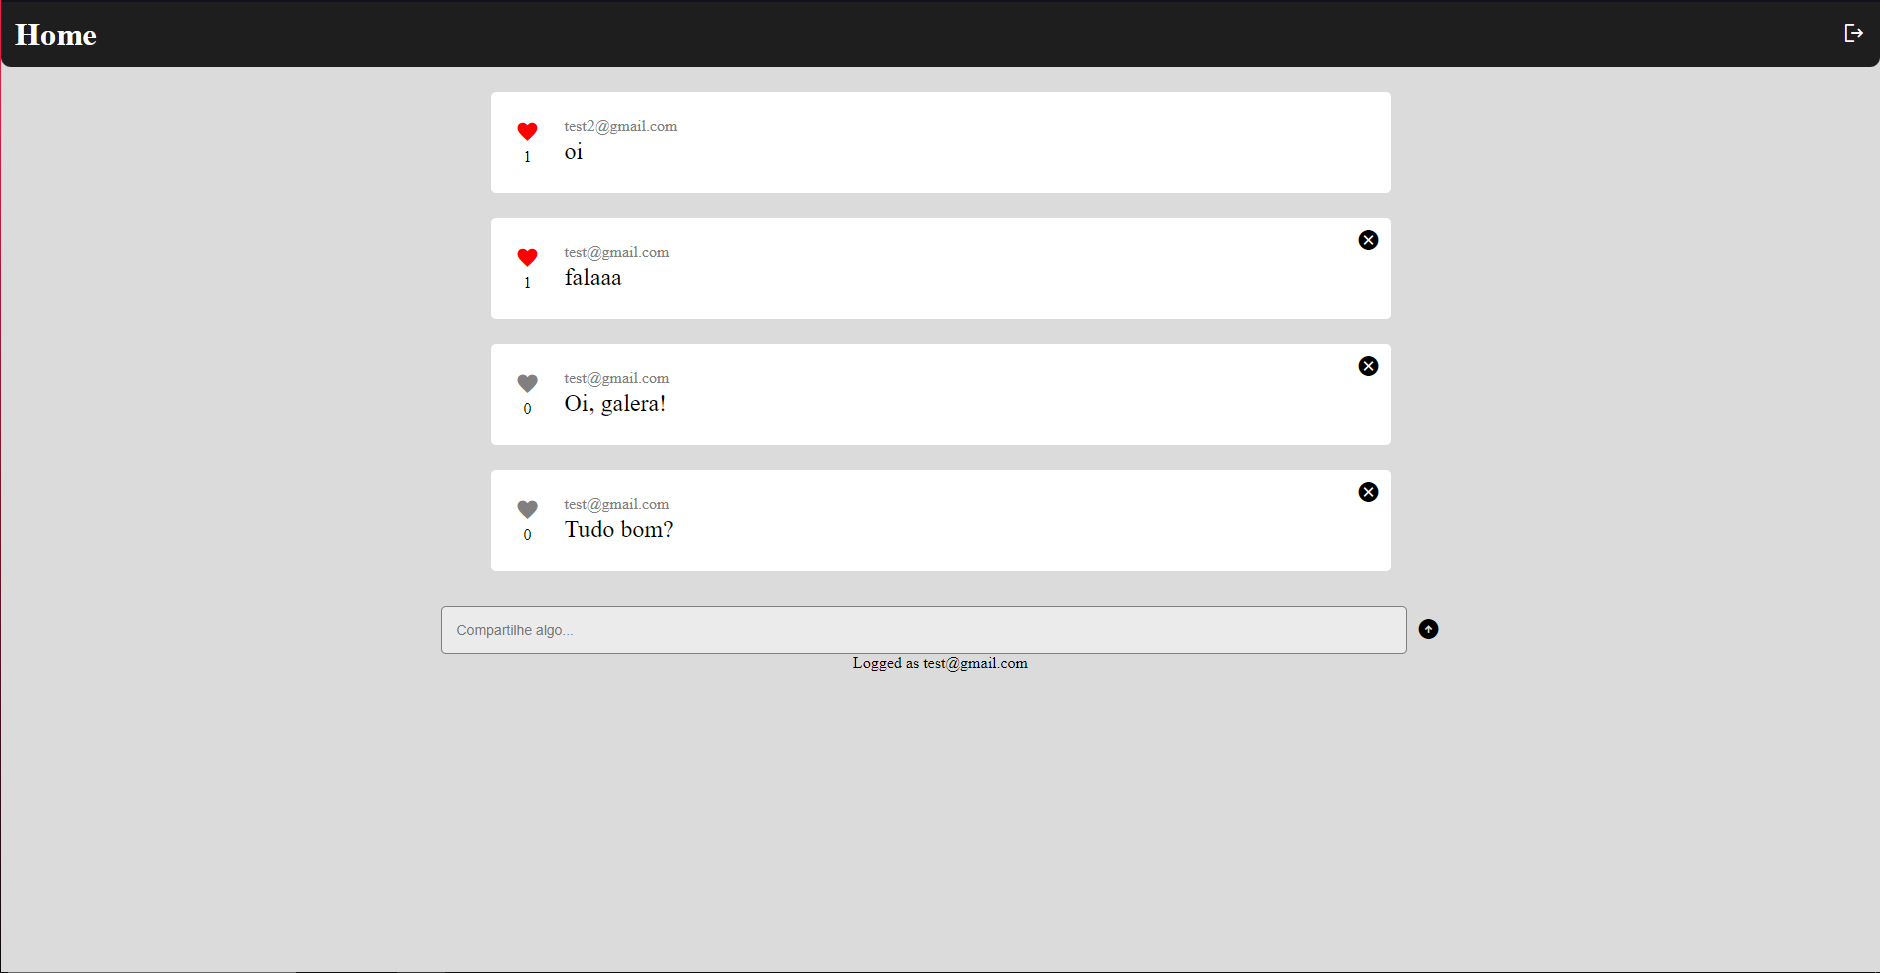 Home
test2@gmail.com
oi
1
test@gmail.com
falaaa
1
test@gmail.com
Oi, galera!
0
test@gmail.com
Tudo bom?
0
Compartilhe algo...
Logged as test@gmail.com